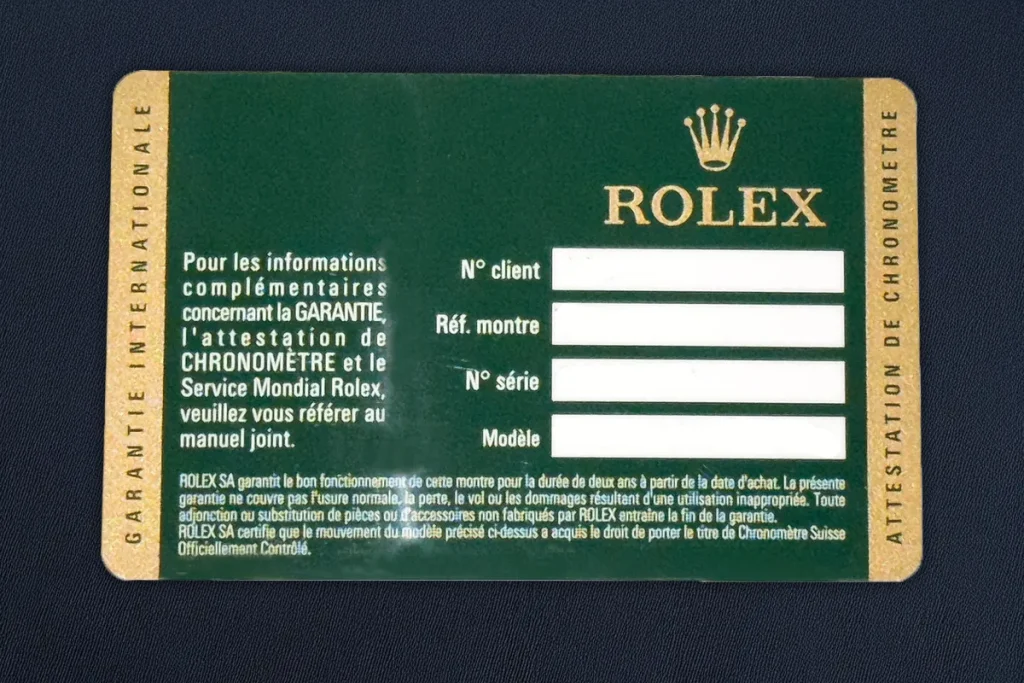 GARANTIE INTERNATIONALE
ROLEX
Pour les informations
complémentaires
concernant la GARANTIE,
l'attestation de
CHRONOMÈTRE et le
Service Mondial Rolex,
veuillez vous référer au
manuel joint.
N° client
Réf. montre
N° série
Modèle
ROLEX SA garantit le bon fonctionnement de cette montre pour la durée de deux ans à partir de la date d'achat. La présente
garantie ne couvre pas l'usure normale, la perte, le vol ou les dommages résultant d'une utilisation inappropriée. Toute
adjonction ou substitution de pièces ou d'accessoires non fabriqués par ROLEX entraîne la fin de la garantie.
ROLEX SA certifie que le mouvement du modèle précisé ci-dessus a acquis le droit de porter le titre de Chronomètre Suisse
Officiellement Contrôlé.
ATTESTATION DE CHRONOMETRE